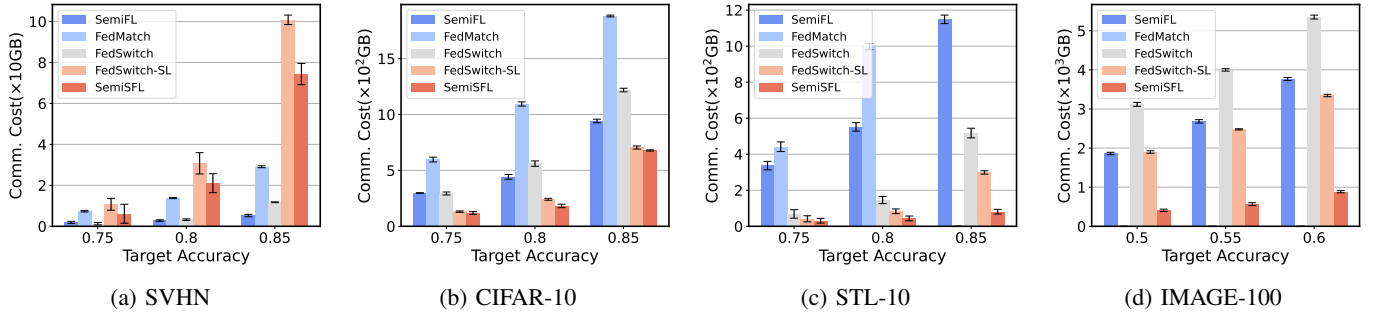 Comm. Cost(×10GB)
10
8
6
4
2
0
SemiFL
FedMatch
FedSwitch
FedSwitch-SL
SemiSFL
0.75 0.8 0.85
Target Accuracy
(a) SVHN
Comm. Cost(×10²GB)
15
10
5
0
SemiFL
FedMatch
FedSwitch
FedSwitch-SL
SemiSFL
0.75 0.8 0.85
Target Accuracy
(b) CIFAR-10
Comm. Cost(×10²GB)
12
10
8
6
4
2
0
SemiFL
FedMatch
FedSwitch
FedSwitch-SL
SemiSFL
0.75 0.8 0.85
Target Accuracy
(c) STL-10
Comm. Cost(×10³GB)
5
4
3
2
1
0
SemiFL
FedMatch
FedSwitch
FedSwitch-SL
SemiSFL
0.5 0.55 0.6
Target Accuracy
(d) IMAGE-100